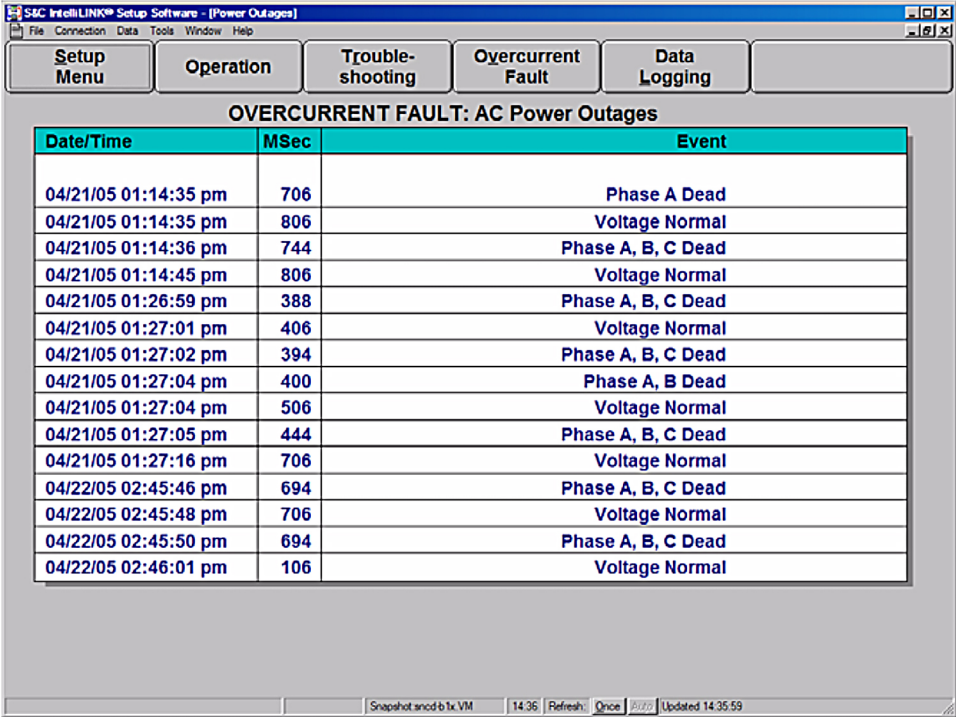 S&C IntelliLINK® Setup Software - [Power Outages]
File Connection Data Tools Window Help
Setup Menu
Operation
Trouble-shooting
Overcurrent Fault
Data Logging
OVERCURRENT FAULT: AC Power Outages
Date/Time MSec Event
04/21/05 01:14:35 pm 706 Phase A Dead
04/21/05 01:14:35 pm 806 Voltage Normal
04/21/05 01:14:36 pm 744 Phase A, B, C Dead
04/21/05 01:14:45 pm 806 Voltage Normal
04/21/05 01:26:59 pm 388 Phase A, B, C Dead
04/21/05 01:27:01 pm 406 Voltage Normal
04/21/05 01:27:02 pm 394 Phase A, B, C Dead
04/21/05 01:27:04 pm 400 Phase A, B Dead
04/21/05 01:27:04 pm 506 Voltage Normal
04/21/05 01:27:05 pm 444 Phase A, B, C Dead
04/21/05 01:27:16 pm 706 Voltage Normal
04/22/05 02:45:46 pm 694 Phase A, B, C Dead
04/22/05 02:45:48 pm 706 Voltage Normal
04/22/05 02:45:50 pm 694 Phase A, B, C Dead
04/22/05 02:46:01 pm 106 Voltage Normal
Snapshot:sncd-b1x.VM 14:36 Refresh: Once Auto Updated 14:35:59